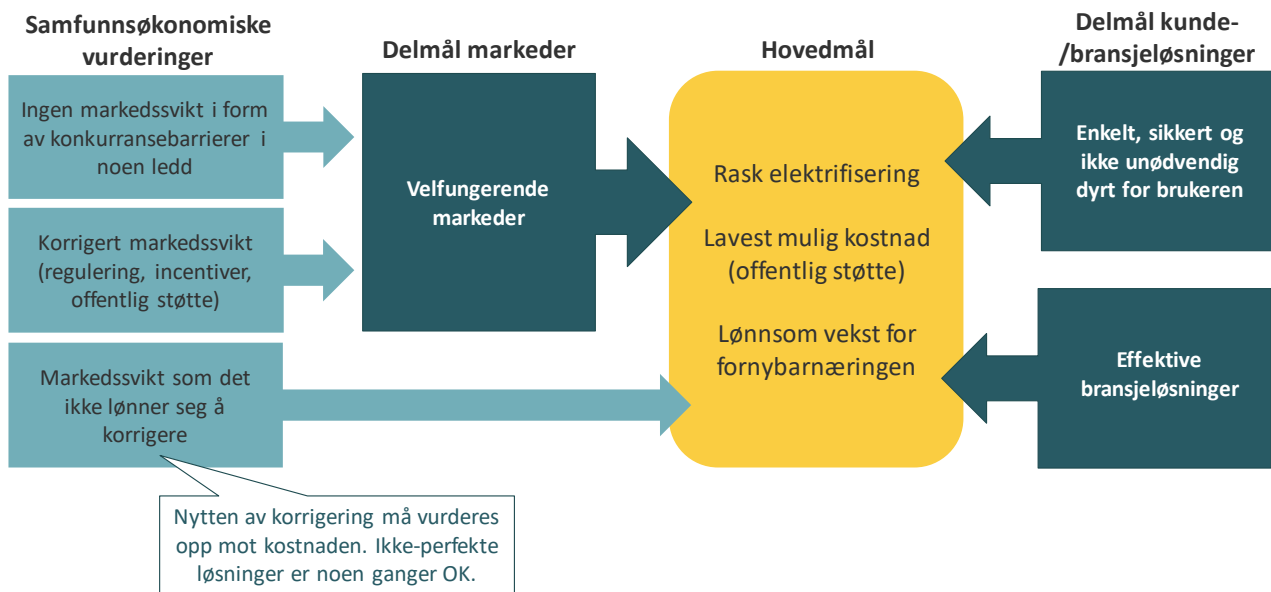 Samfunnsøkonomiske
vurderinger
Ingen markedssvikt i form
av konkurransebarrierer i
noen ledd
Korrigert markedssvikt
(regulering, incentiver,
offentlig støtte)
Markedssvikt som det
ikke lønner seg å
korrigere
Nytten av korrigering må vurderes
opp mot kostnaden. Ikke-perfekte
løsninger er noen ganger OK.
Delmål markeder
Velfungerende
markeder
Hovedmål
Rask elektrifisering
Lavest mulig kostnad
(offentlig støtte)
Lønnsom vekst for
fornybarnæringen
Delmål kunde-
/bransjeløsninger
Enkelt, sikkert og
ikke unødvendig
dyrt for brukeren
Effektive
bransjeløsninger